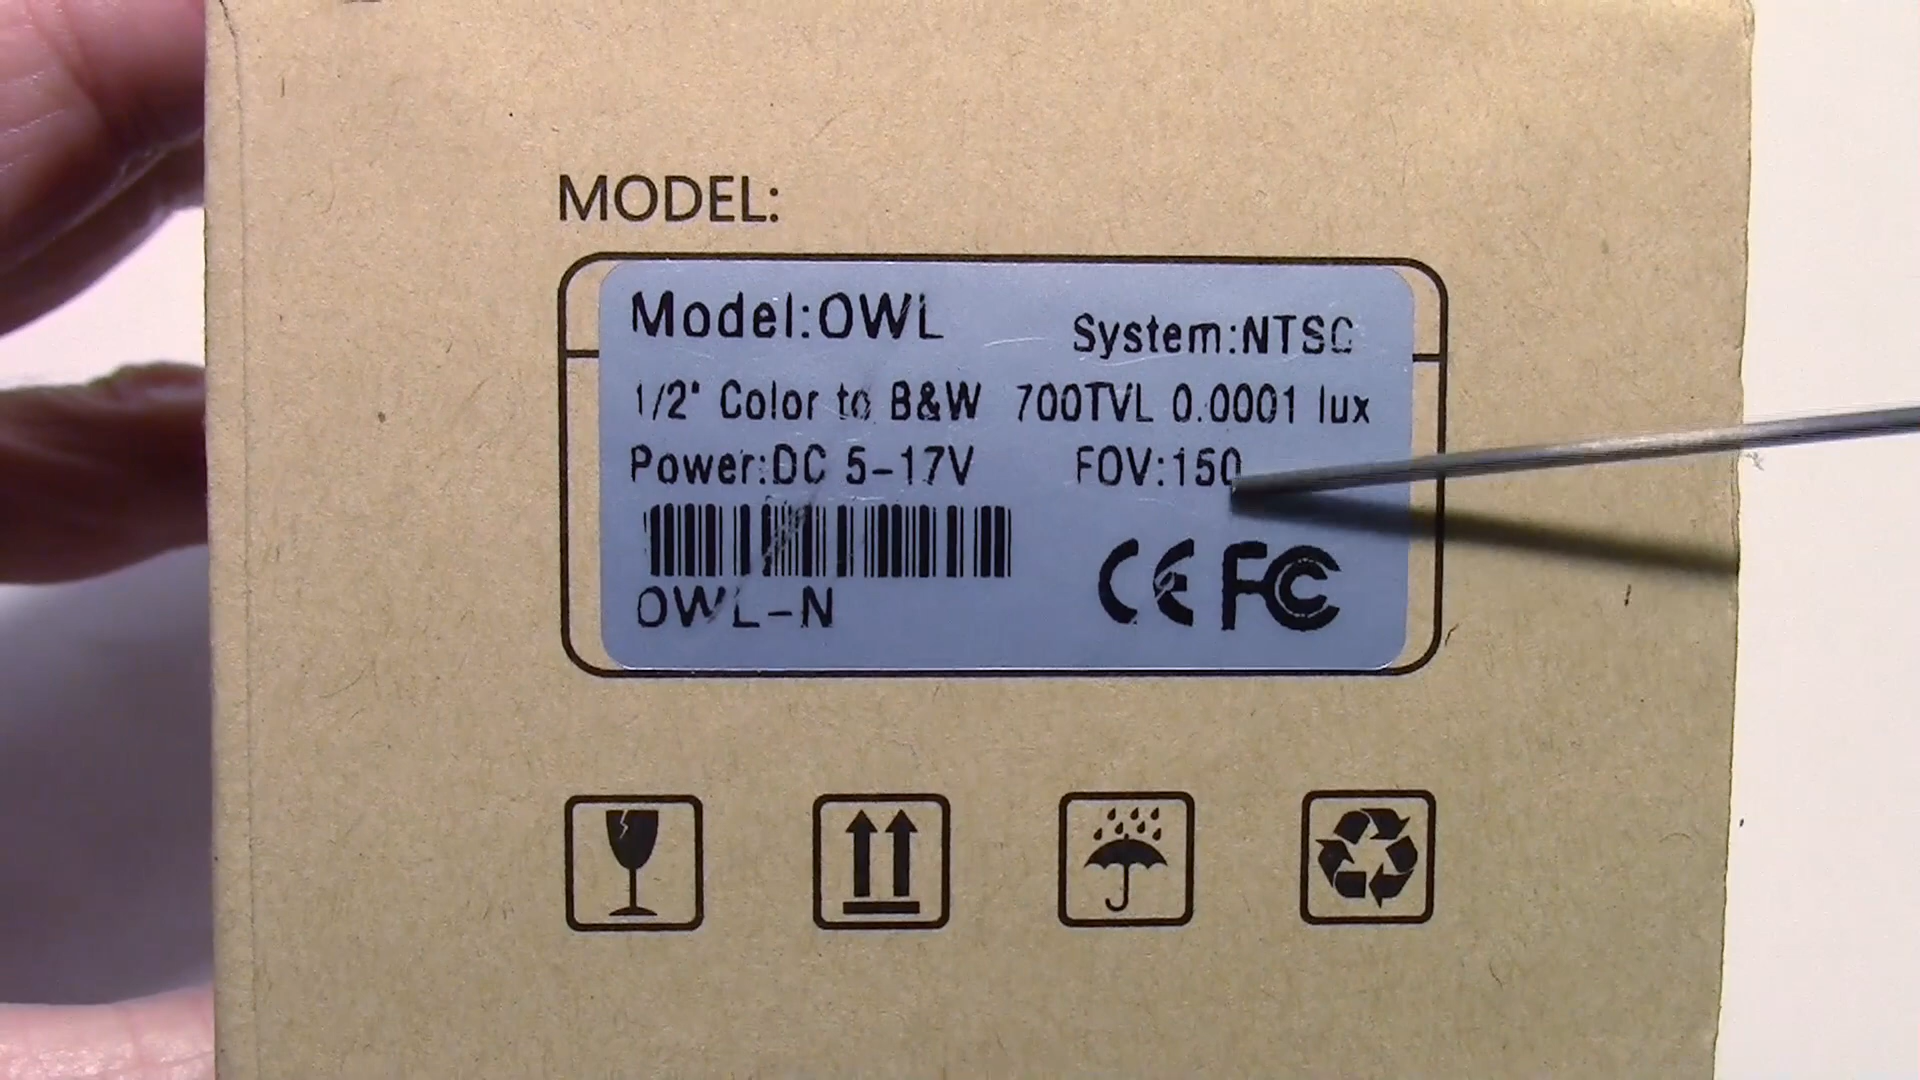 MODEL:
Model:OWL System:NTSC
1/2" Color to B&W 700TVL 0.0001 lux
Power:DC 5-17V FOV:150
OWL-N
CE FC